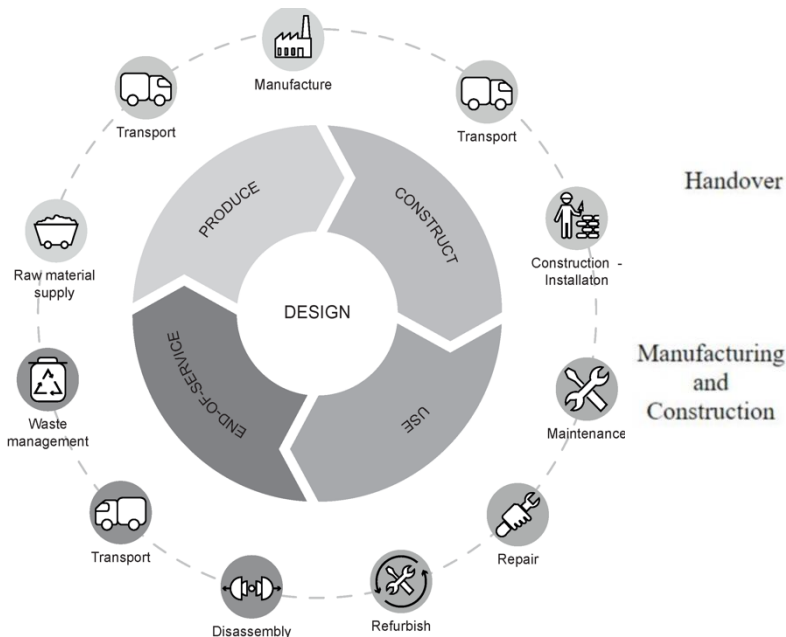 Manufacture
Transport
Transport
Raw material
supply
Construction -
Installaton
Waste
management
Maintenance
Transport
Repair
Disassembly
Refurbish
PRODUCE
CONSTRUCT
DESIGN
END-OF-SERVICE
USE
Handover
Manufacturing
and
Construction